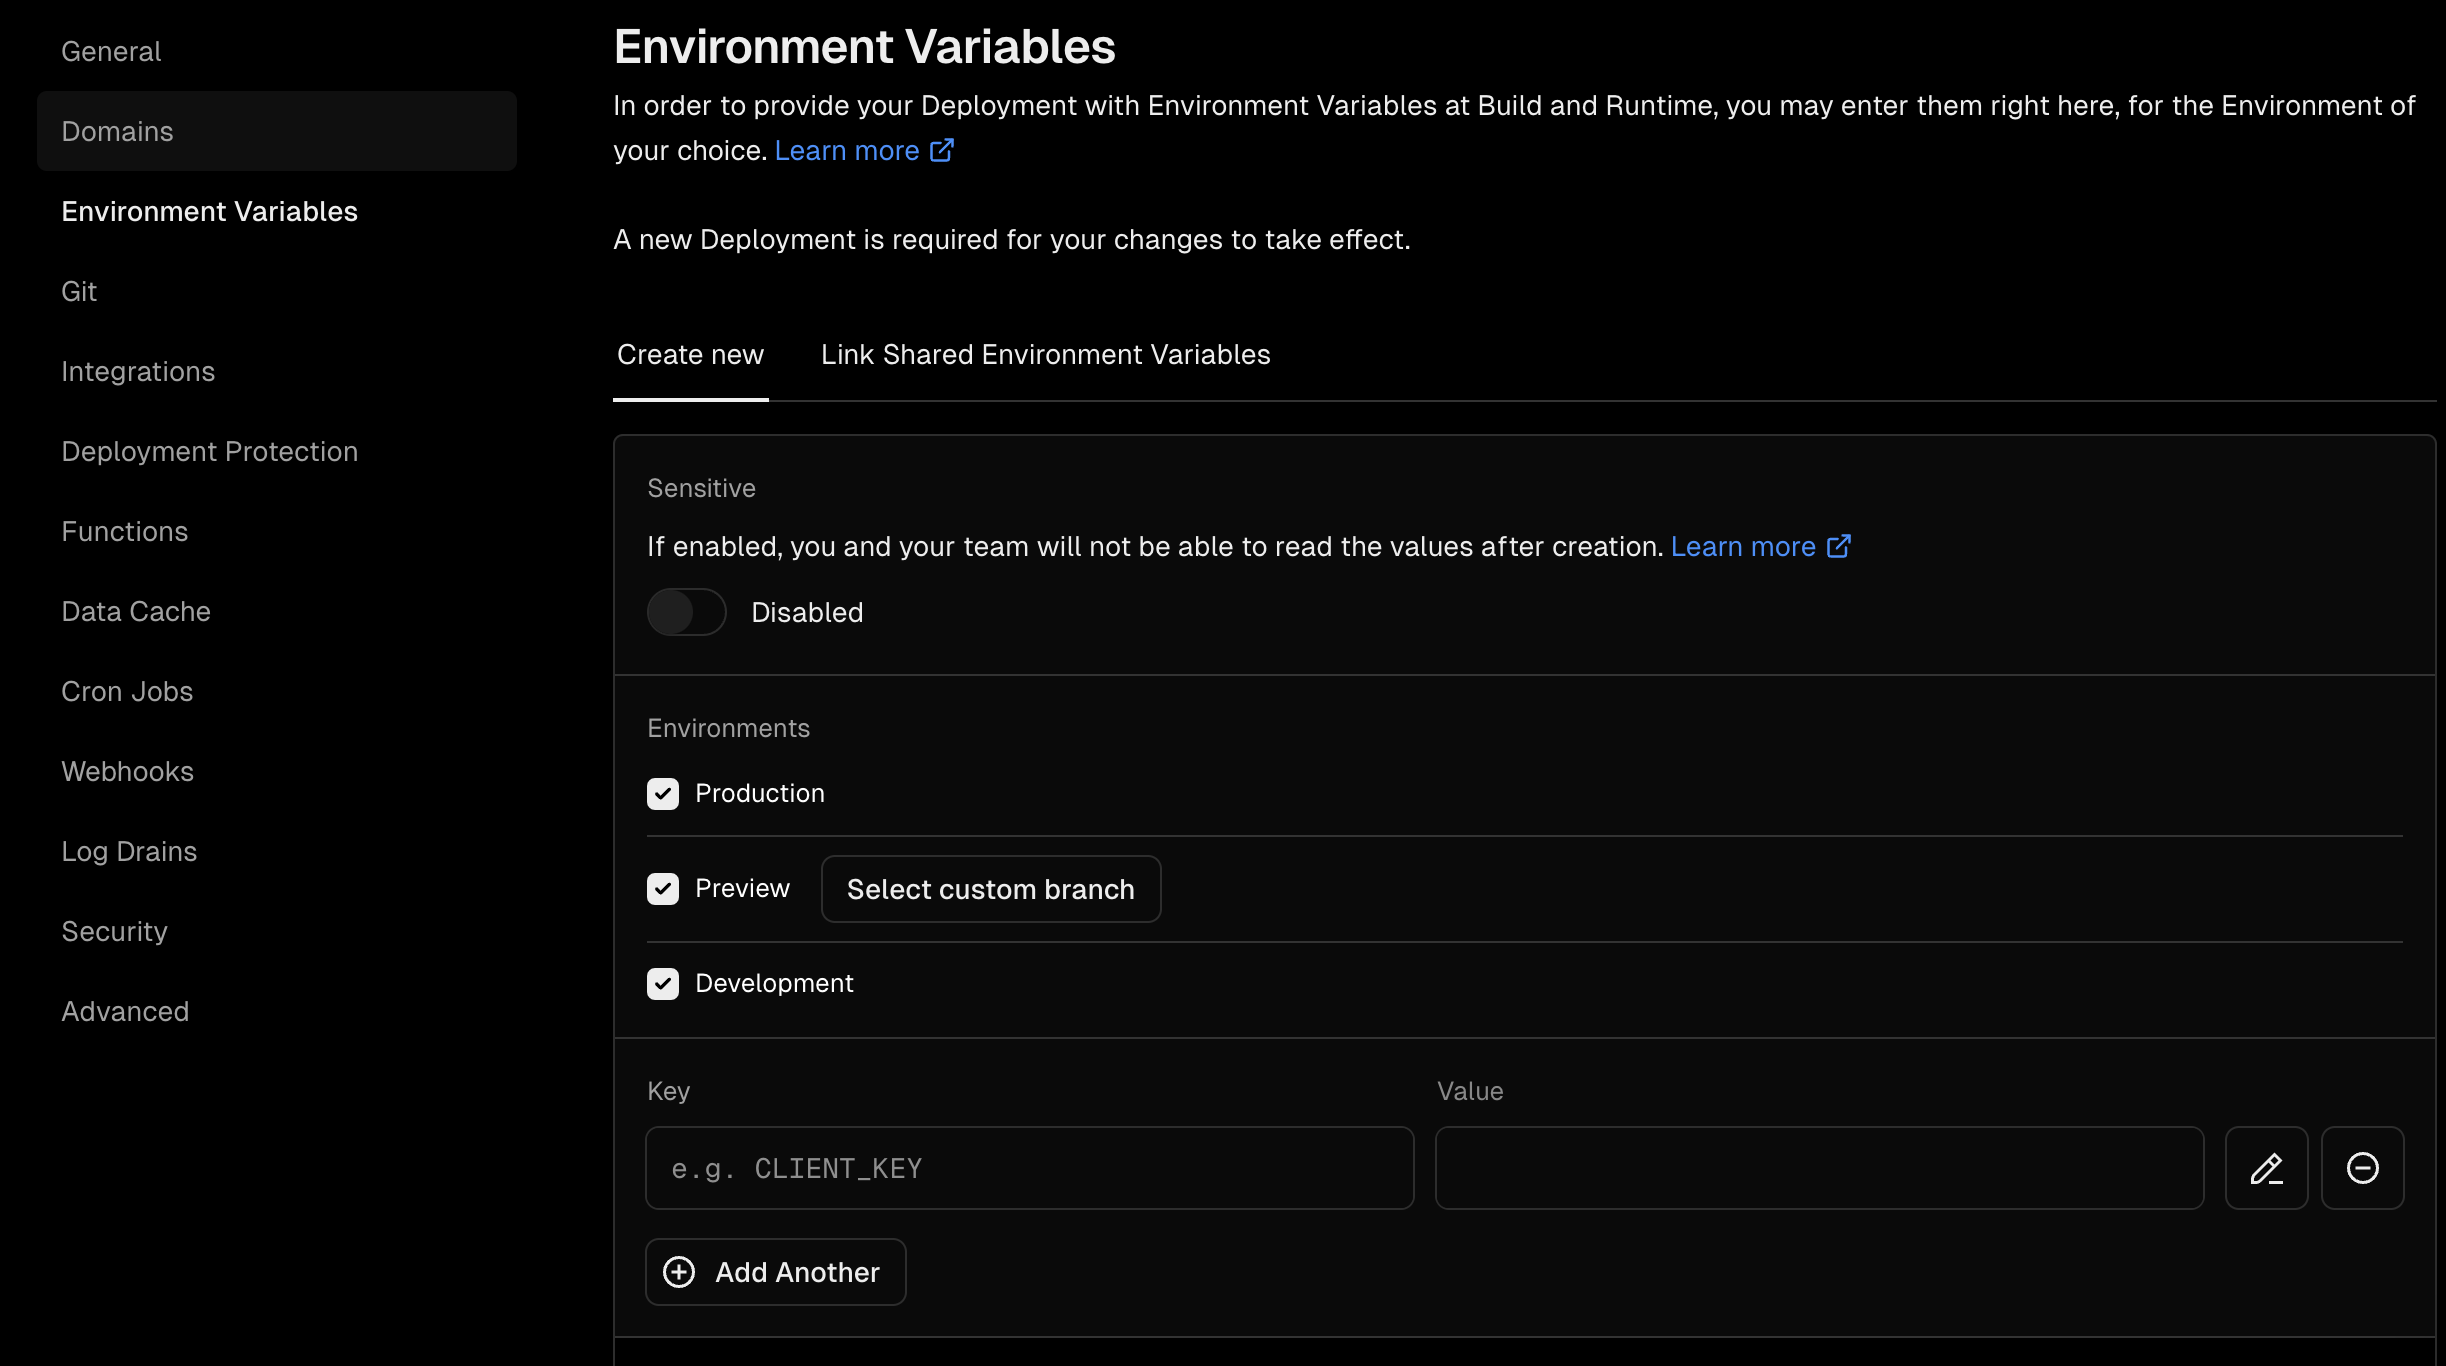 General
Domains
Environment Variables
Git
Integrations
Deployment Protection
Functions
Data Cache
Cron Jobs
Webhooks
Log Drains
Security
Advanced
Environment Variables
In order to provide your Deployment with Environment Variables at Build and Runtime, you may enter them right here, for the Environment of
your choice. Learn more
A new Deployment is required for your changes to take effect.
Create new
Link Shared Environment Variables
Sensitive
If enabled, you and your team will not be able to read the values after creation. Learn more
Disabled
Environments
Production
Preview
Select custom branch
Development
Key
Value
e.g. CLIENT_KEY
Add Another